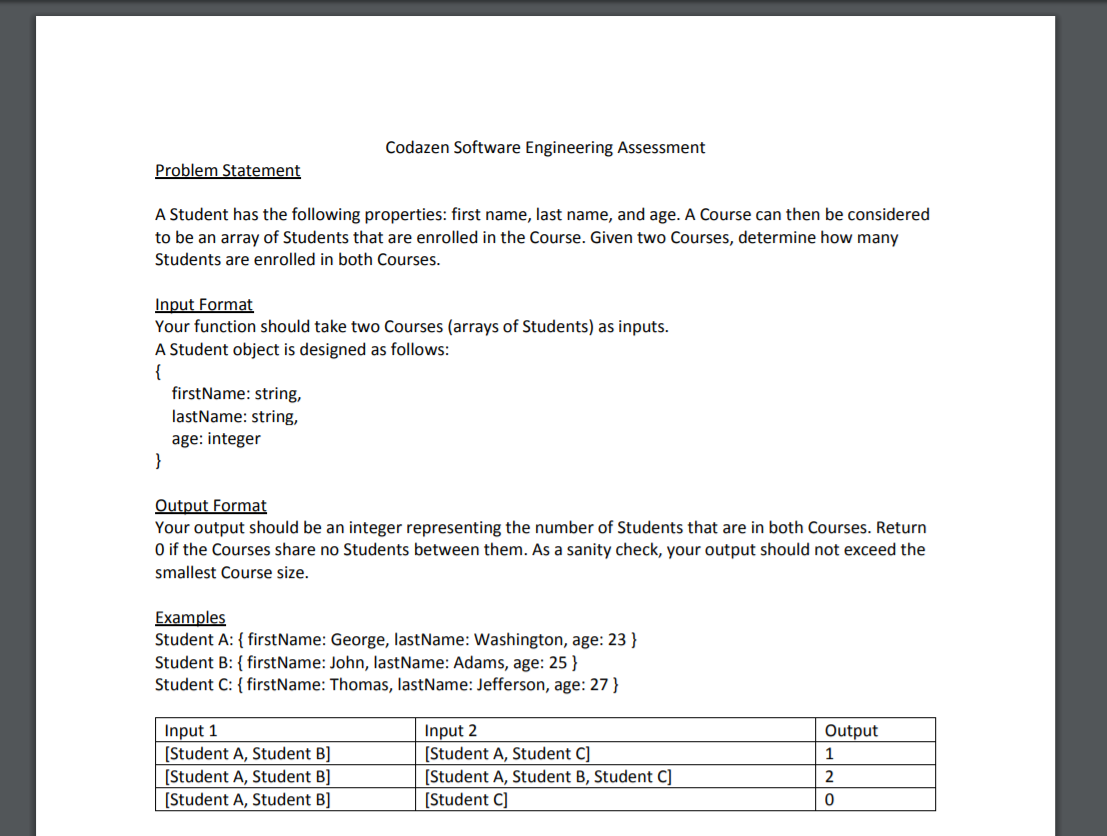 Codazen Software Engineering Assessment
Problem Statement
A Student has the following properties: first name, last name, and age. A Course can then be considered
to be an array of Students that are enrolled in the Course. Given two Courses, determine how many
Students are enrolled in both Courses.
Input Format
Your function should take two Courses (arrays of Students) as inputs.
A Student object is designed as follows:
{
firstName: string,
lastName: string,
age: integer
}
Output Format
Your output should be an integer representing the number of Students that are in both Courses. Return
0 if the Courses share no Students between them. As a sanity check, your output should not exceed the
smallest Course size.
Examples
Student A: { firstName: George, lastName: Washington, age: 23 }
Student B: { firstName: John, lastName: Adams, age: 25 }
Student C: { firstName: Thomas, lastName: Jefferson, age: 27 }
Input 1 Input 2 Output
[Student A, Student B] [Student A, Student C] 1
[Student A, Student B] [Student A, Student B, Student C] 2
[Student A, Student B] [Student C] 0